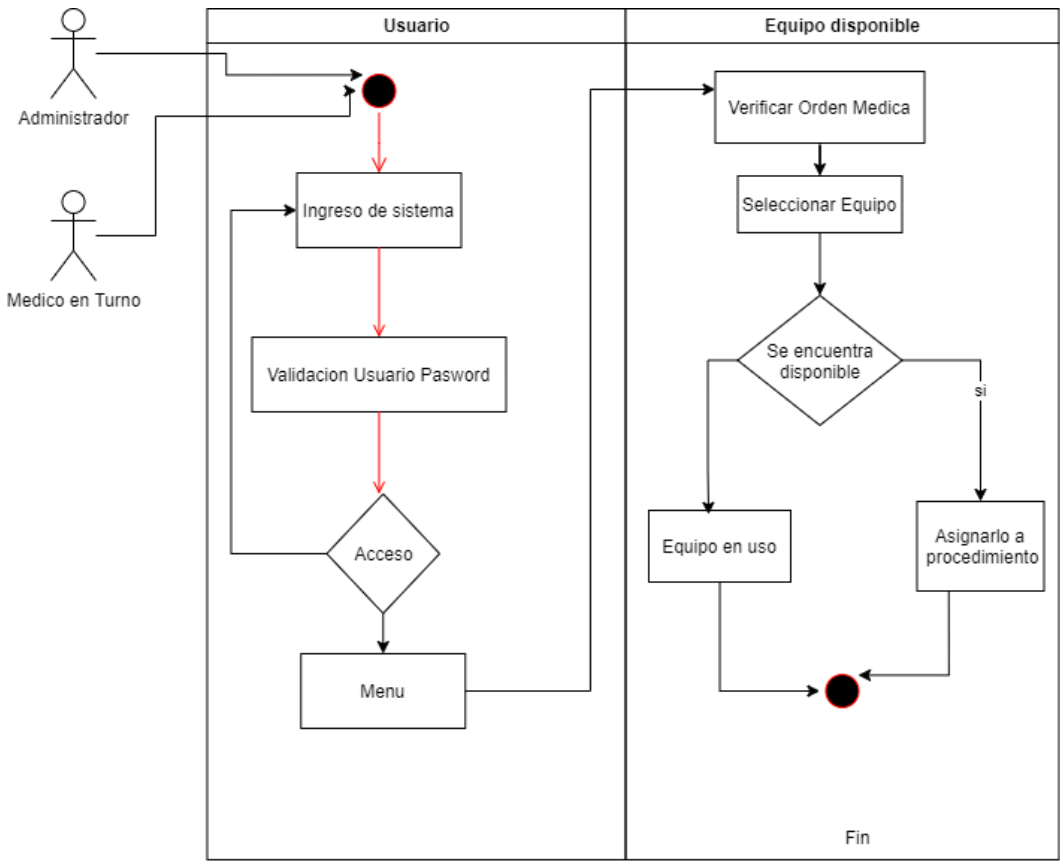 Usuario
Equipo disponible
Administrador
Medico en Turno
Ingreso de sistema
Validacion Usuario Pasword
Acceso
Menu
Verificar Orden Medica
Seleccionar Equipo
Se encuentra
disponible
si
Equipo en uso
Asignarlo a
procedimiento
Fin